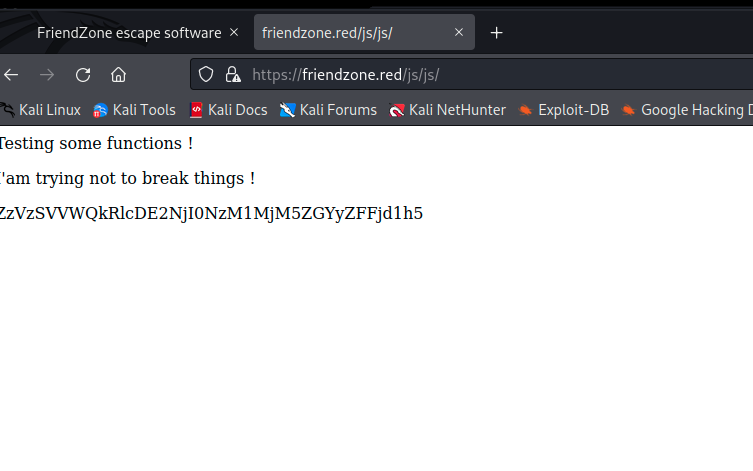 FriendZone escape software
friendzone.red/js/js/
https://friendzone.red/js/js/
Kali Linux
Kali Tools
Kali Docs
Kali Forums
Kali NetHunter
Exploit-DB
Google Hacking D
Testing some functions !
I'am trying not to break things !
ZzVzSVVWQkRlcDE2NjI0NzM1MjM5ZGYyZFFjd1h5